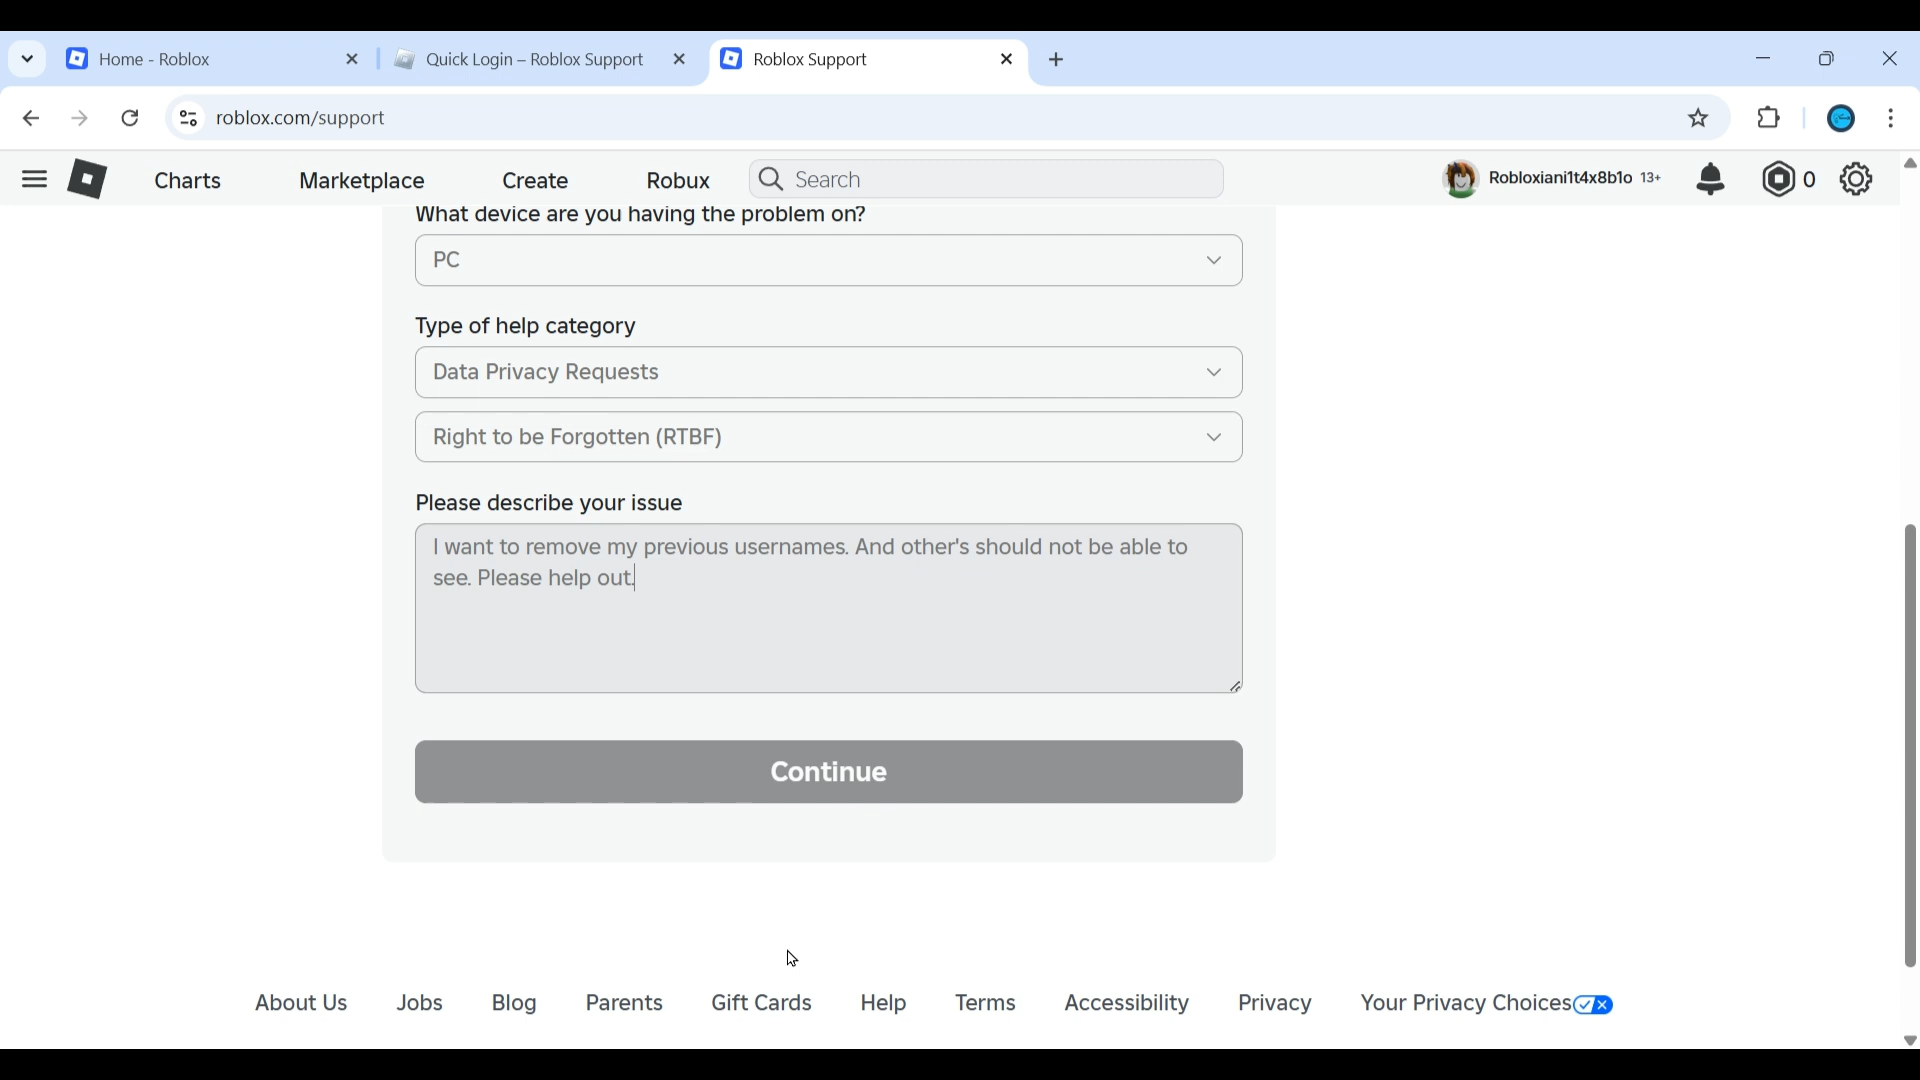 Home - Roblox
Quick Login – Roblox Support
Roblox Support
roblox.com/support
Charts
Marketplace
Create
Robux
Search
Robloxiani1t4x8b1o 13+
0
What device are you having the problem on?
PC
Type of help category
Data Privacy Requests
Right to be Forgotten (RTBF)
Please describe your issue
I want to remove my previous usernames. And other's should not be able to
see. Please help out.
Continue
About Us
Jobs
Blog
Parents
Gift Cards
Help
Terms
Accessibility
Privacy
Your Privacy Choices